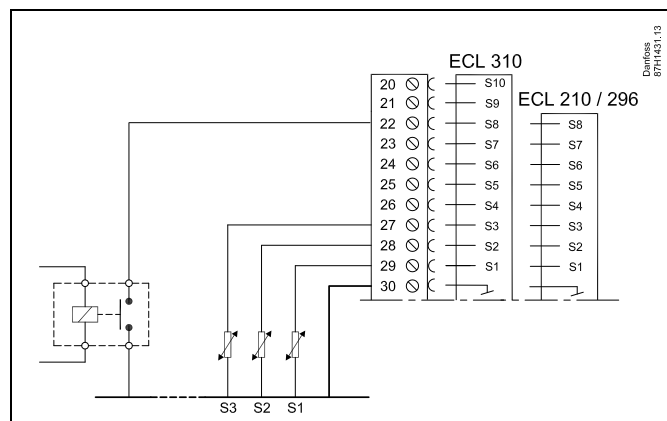 Danfoss
87H1431.13
ECL 310
ECL 210 / 296
20 S10
21 S9
22 S8 S8
23 S7 S7
24 S6 S6
25 S5 S5
26 S4 S4
27 S3 S3
28 S2 S2
29 S1 S1
30
S3 S2 S1